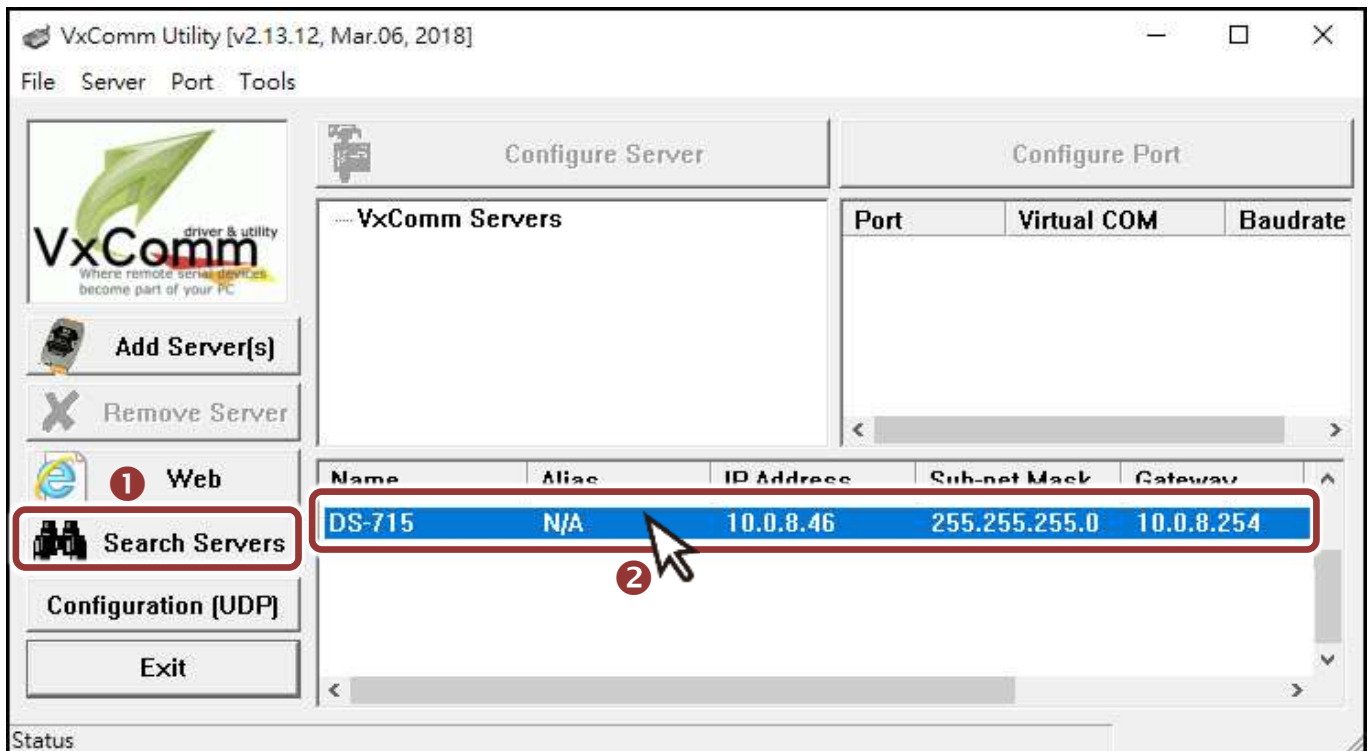 VxComm Utility [v2.13.12, Mar.06, 2018]
File Server Port Tools
VxComm
driver & utility
Where remote serial devices
become part of your PC
Configure Server
Configure Port
VxComm Servers
Port Virtual COM Baudrate
Add Server(s)
Remove Server
Web
1
Search Servers
Configuration (UDP)
Exit
Name Alias IP Address Sub-net Mask Gateway
DS-715 N/A 10.0.8.46 255.255.255.0 10.0.8.254
2
Status